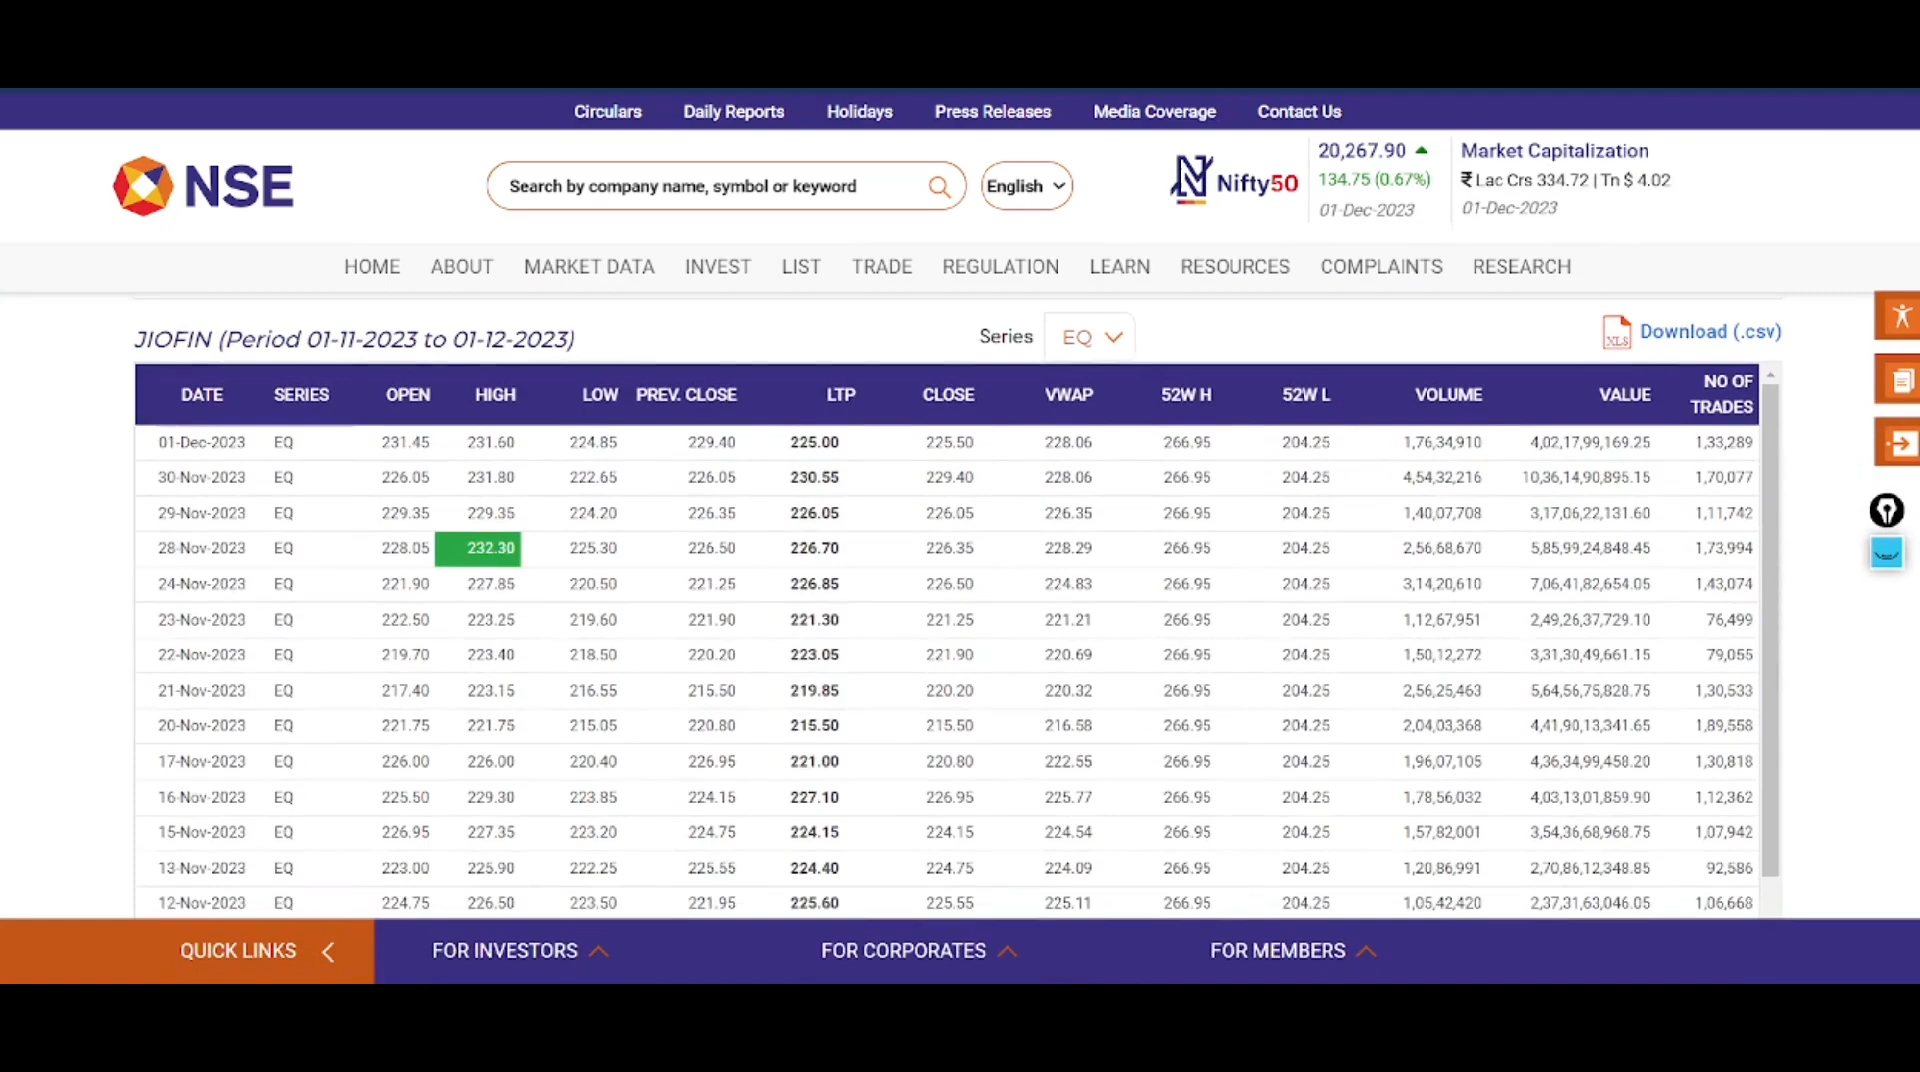 Circulars Daily Reports Holidays Press Releases Media Coverage Contact Us
NSE
Search by company name, symbol or keyword
English
Nifty50
20,267.90
134.75 (0.67%)
01-Dec-2023
Market Capitalization
₹ Lac Crs 334.72 | Tn $ 4.02
01-Dec-2023
HOME ABOUT MARKET DATA INVEST LIST TRADE REGULATION LEARN RESOURCES COMPLAINTS RESEARCH
JIOFIN (Period 01-11-2023 to 01-12-2023)
Series EQ
XLS Download (.csv)
DATE SERIES OPEN HIGH LOW PREV. CLOSE LTP CLOSE VWAP 52W H 52W L VOLUME VALUE NO OF TRADES
01-Dec-2023 EQ 231.45 231.60 224.85 229.40 225.00 225.50 228.06 266.95 204.25 1,76,34,910 4,02,17,99,169.25 1,33,289
30-Nov-2023 EQ 226.05 231.80 222.65 226.05 230.55 229.40 228.06 266.95 204.25 4,54,32,216 10,36,14,90,895.15 1,70,077
29-Nov-2023 EQ 229.35 229.35 224.20 226.35 226.05 226.05 226.35 266.95 204.25 1,40,07,708 3,17,06,22,131.60 1,11,742
28-Nov-2023 EQ 228.05 232.30 225.30 226.50 226.70 226.35 228.29 266.95 204.25 2,56,68,670 5,85,99,24,848.45 1,73,994
24-Nov-2023 EQ 221.90 227.85 220.50 221.25 226.85 226.50 224.83 266.95 204.25 3,14,20,610 7,06,41,82,654.05 1,43,074
23-Nov-2023 EQ 222.50 223.25 219.60 221.90 221.30 221.25 221.21 266.95 204.25 1,12,67,951 2,49,26,37,729.10 76,499
22-Nov-2023 EQ 219.70 223.40 218.50 220.20 223.05 221.90 220.69 266.95 204.25 1,50,12,272 3,31,30,49,661.15 79,055
21-Nov-2023 EQ 217.40 223.15 216.55 215.50 219.85 220.20 220.32 266.95 204.25 2,56,25,463 5,64,56,75,828.75 1,30,533
20-Nov-2023 EQ 221.75 221.75 215.05 220.80 215.50 215.50 216.58 266.95 204.25 2,04,03,368 4,41,90,13,341.65 1,89,558
17-Nov-2023 EQ 226.00 226.00 220.40 226.95 221.00 220.80 222.55 266.95 204.25 1,96,07,105 4,36,34,99,458.20 1,30,818
16-Nov-2023 EQ 225.50 229.30 223.85 224.15 227.10 226.95 225.77 266.95 204.25 1,78,56,032 4,03,13,01,859.90 1,12,362
15-Nov-2023 EQ 226.95 227.35 223.20 224.75 224.15 224.15 224.54 266.95 204.25 1,57,82,001 3,54,36,68,968.75 1,07,942
13-Nov-2023 EQ 223.00 225.90 222.25 225.55 224.40 224.75 224.09 266.95 204.25 1,20,86,991 2,70,86,12,348.85 92,586
12-Nov-2023 EQ 224.75 226.50 223.50 221.95 225.60 225.55 225.11 266.95 204.25 1,05,42,420 2,37,31,63,046.05 1,06,668
QUICK LINKS FOR INVESTORS FOR CORPORATES FOR MEMBERS